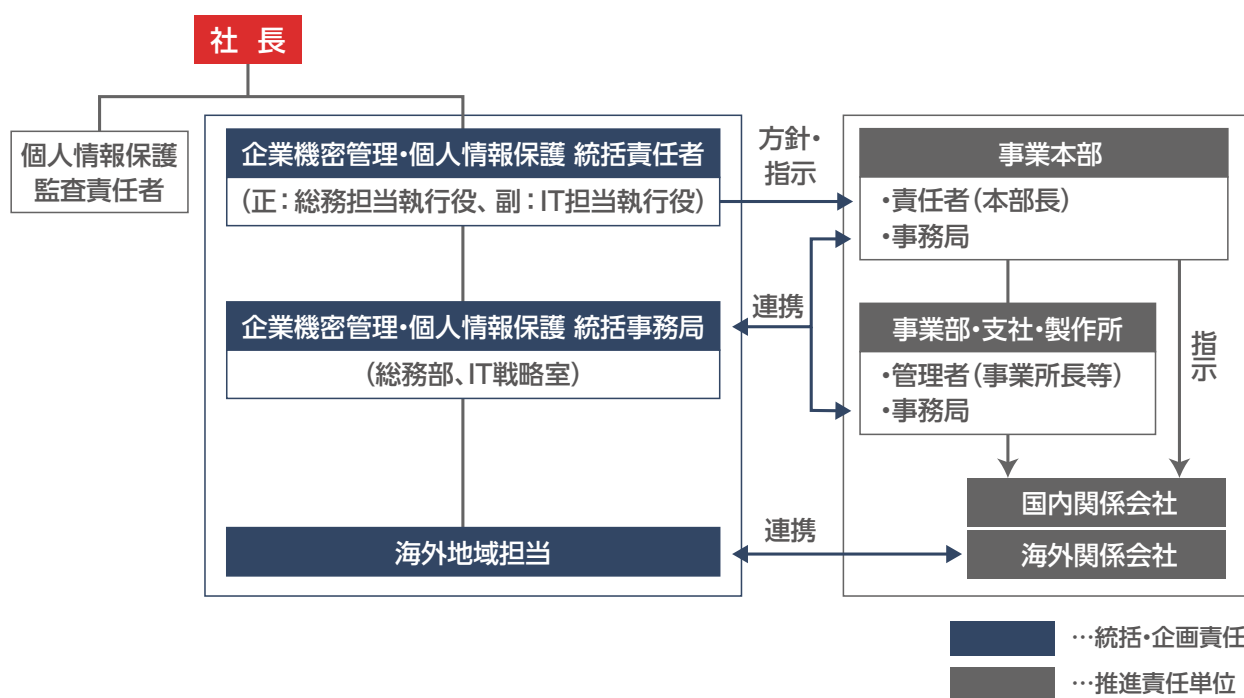 社 長
個人情報保護
監査責任者
企業機密管理・個人情報保護 統括責任者
(正：総務担当執行役、副：IT担当執行役)
方針・
指示
事業本部
・責任者(本部長)
・事務局
企業機密管理・個人情報保護 統括事務局
(総務部、IT戦略室)
連携
事業部・支社・製作所
・管理者(事業所長等)
・事務局
指示
国内関係会社
海外地域担当
連携
海外関係会社
…統括・企画責任
…推進責任単位